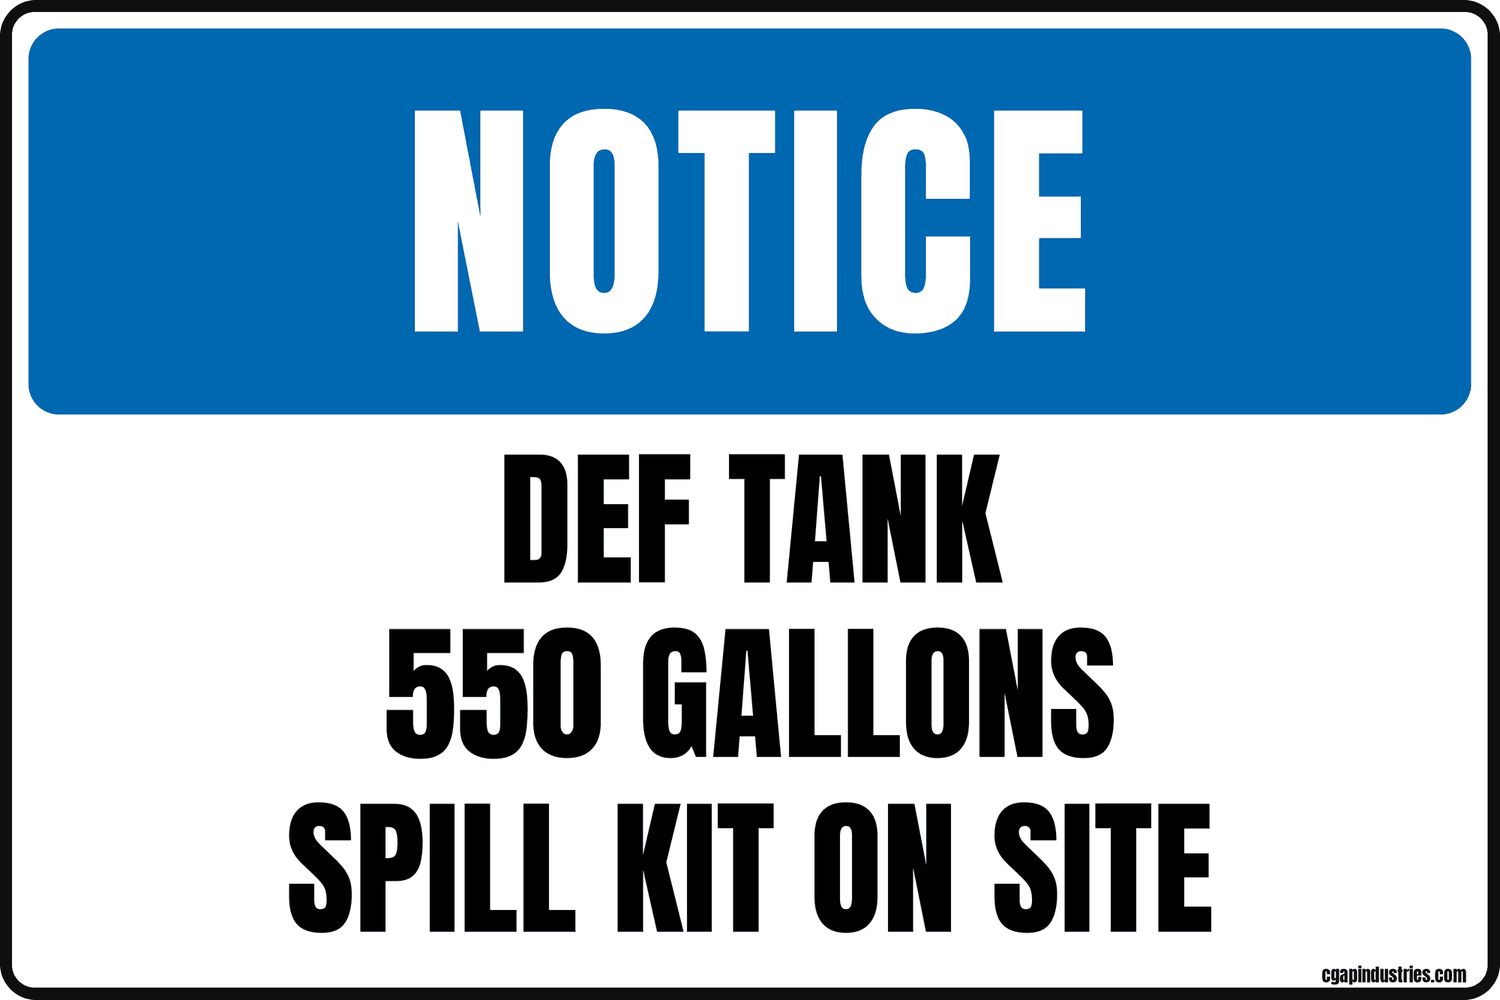 NOTICE
DEF TANK
550 GALLONS
SPILL KIT ON SITE
cgapindustries.com